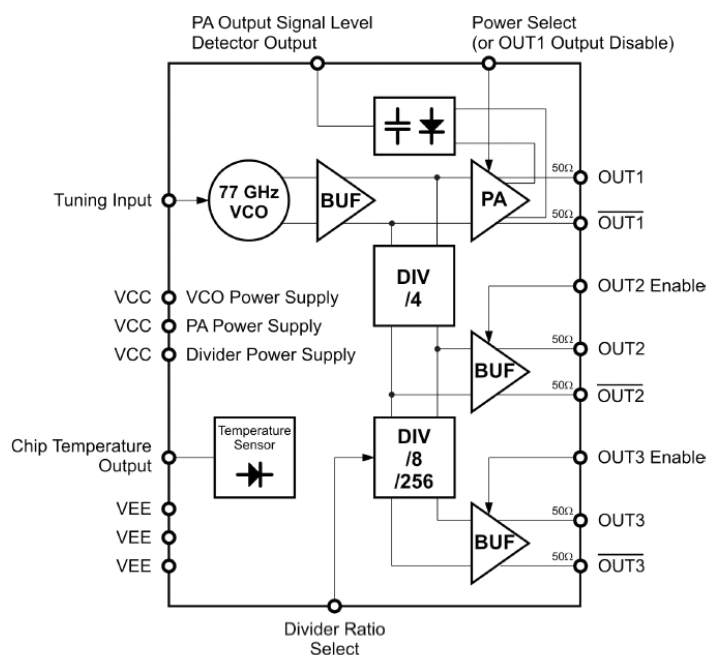 PA Output Signal Level
Detector Output
Power Select
(or OUT1 Output Disable)
Tuning Input
77 GHz
VCO
BUF
PA
50Ω
OUT1
50Ω
OUT1
DIV
/4
VCC
VCO Power Supply
VCC
PA Power Supply
VCC
Divider Power Supply
OUT2 Enable
BUF
50Ω
OUT2
50Ω
OUT2
Chip Temperature
Output
Temperature
Sensor
DIV
/8
/256
OUT3 Enable
VEE
VEE
VEE
BUF
50Ω
OUT3
50Ω
OUT3
Divider Ratio
Select